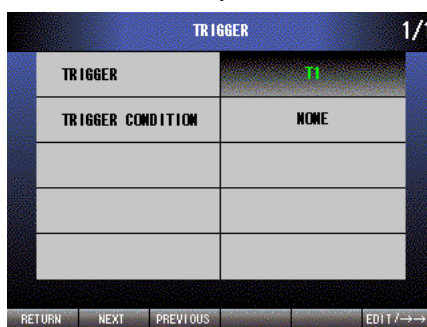 TRIGGER 1/1
TRIGGER T1
TRIGGER CONDITION NONE
RETURN NEXT PREVIOUS EDIT/→→